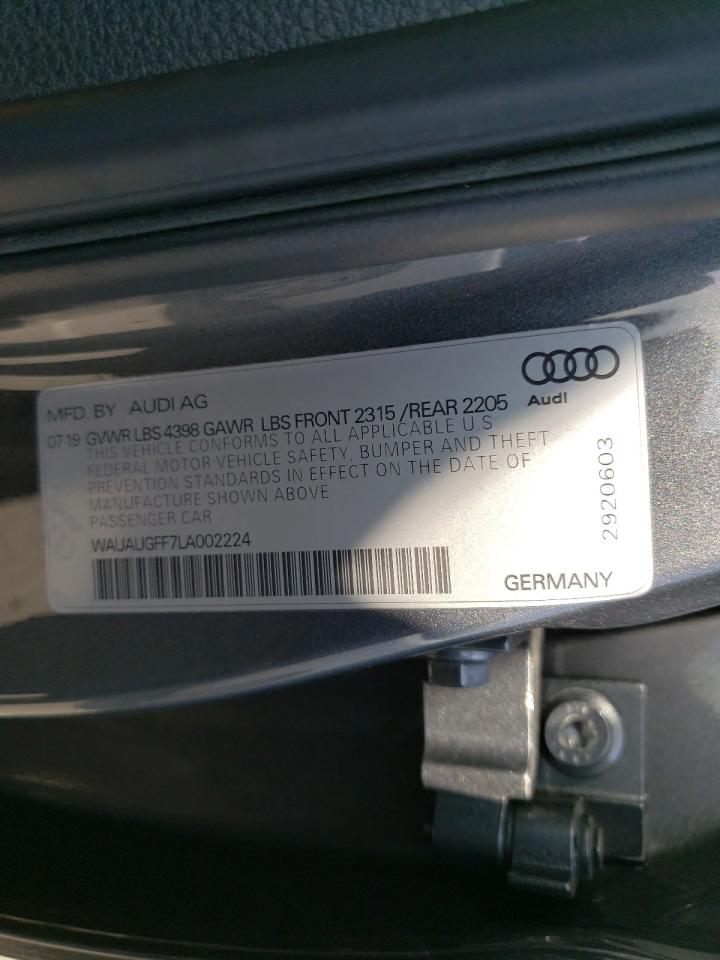 MFD. BY AUDI AG
Audi
07 19 GVWR LBS 4398 GAWR LBS FRONT 2315 /REAR 2205
THIS VEHICLE CONFORMS TO ALL APPLICABLE U.S.
FEDERAL MOTOR VEHICLE SAFETY, BUMPER AND THEFT
PREVENTION STANDARDS IN EFFECT ON THE DATE OF
MANUFACTURE SHOWN ABOVE
PASSENGER CAR
WAUAUGFF7LA002224
GERMANY
2920603